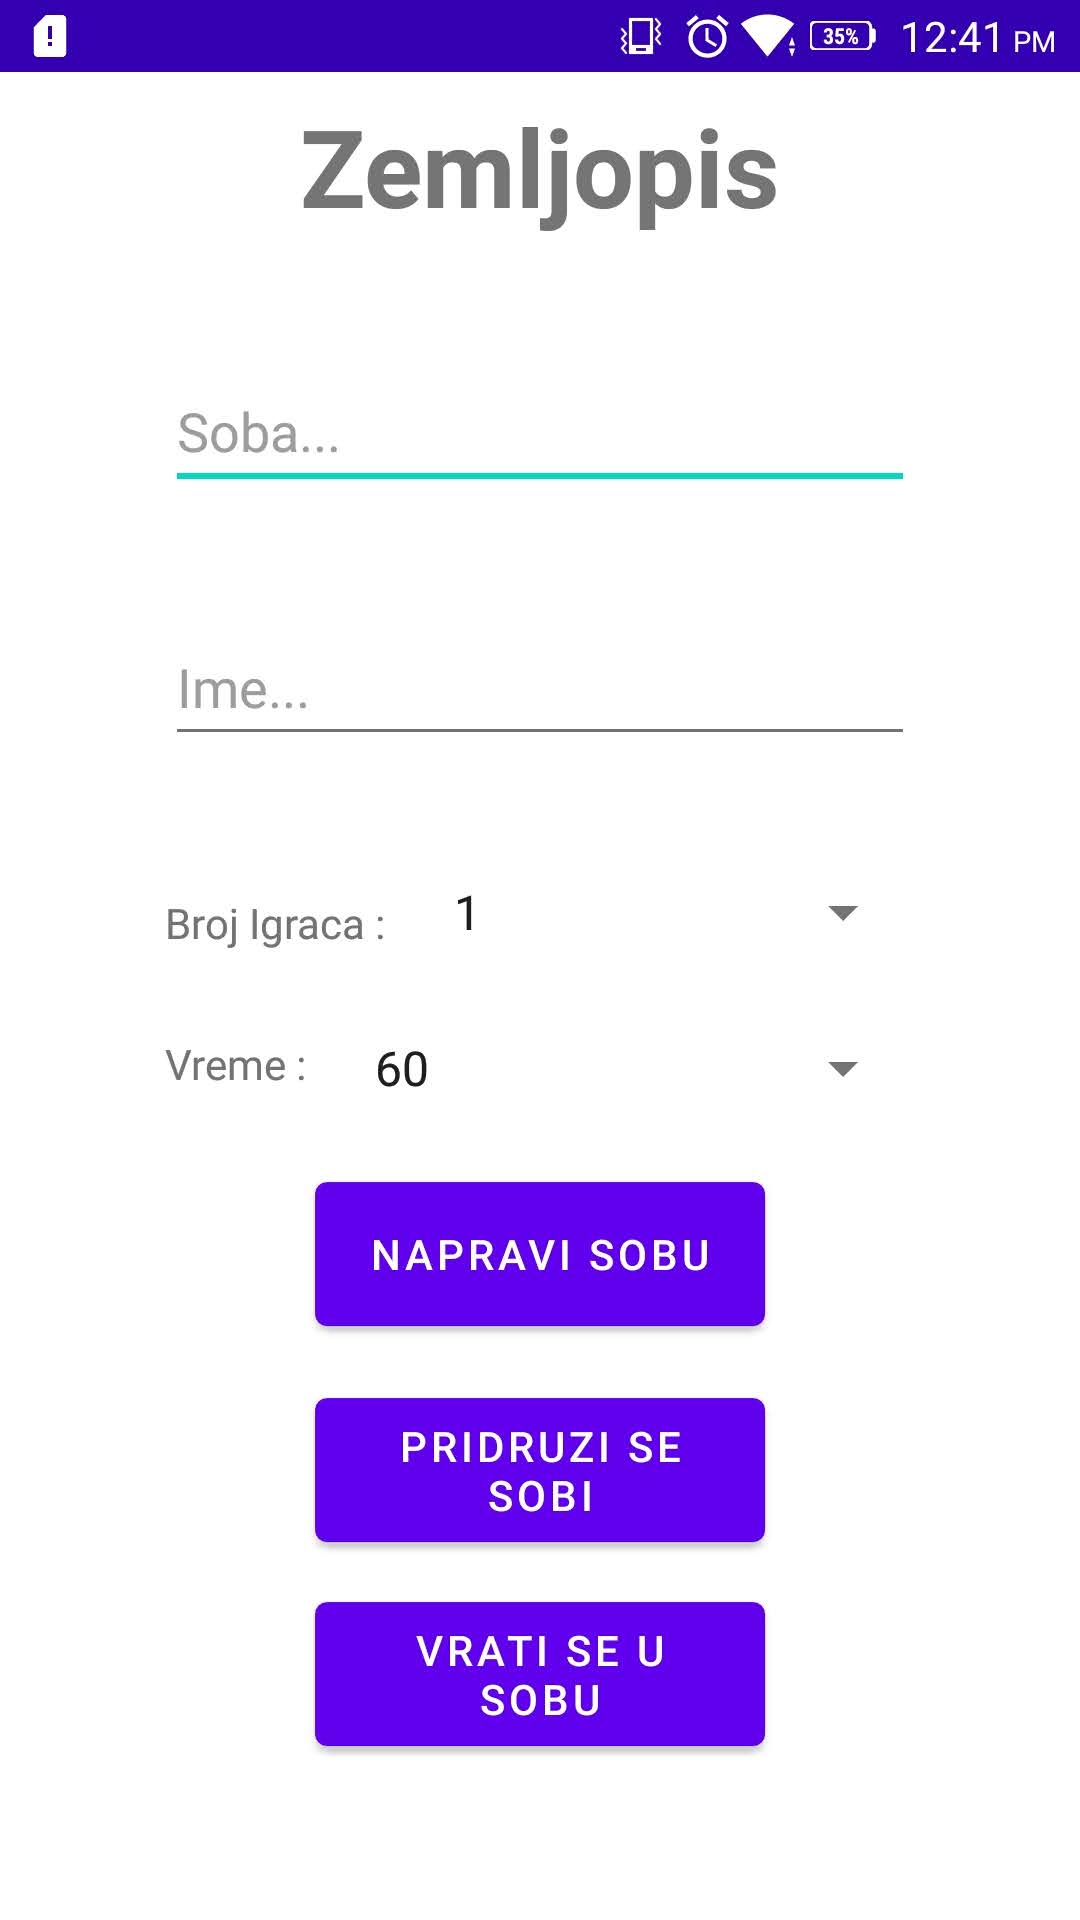 35% 12:41 PM
Zemljopis
Soba...
Ime...
Broj Igraca : 1
Vreme : 60
NAPRAVI SOBU
PRIDRUZI SE
SOBI
VRATI SE U
SOBU